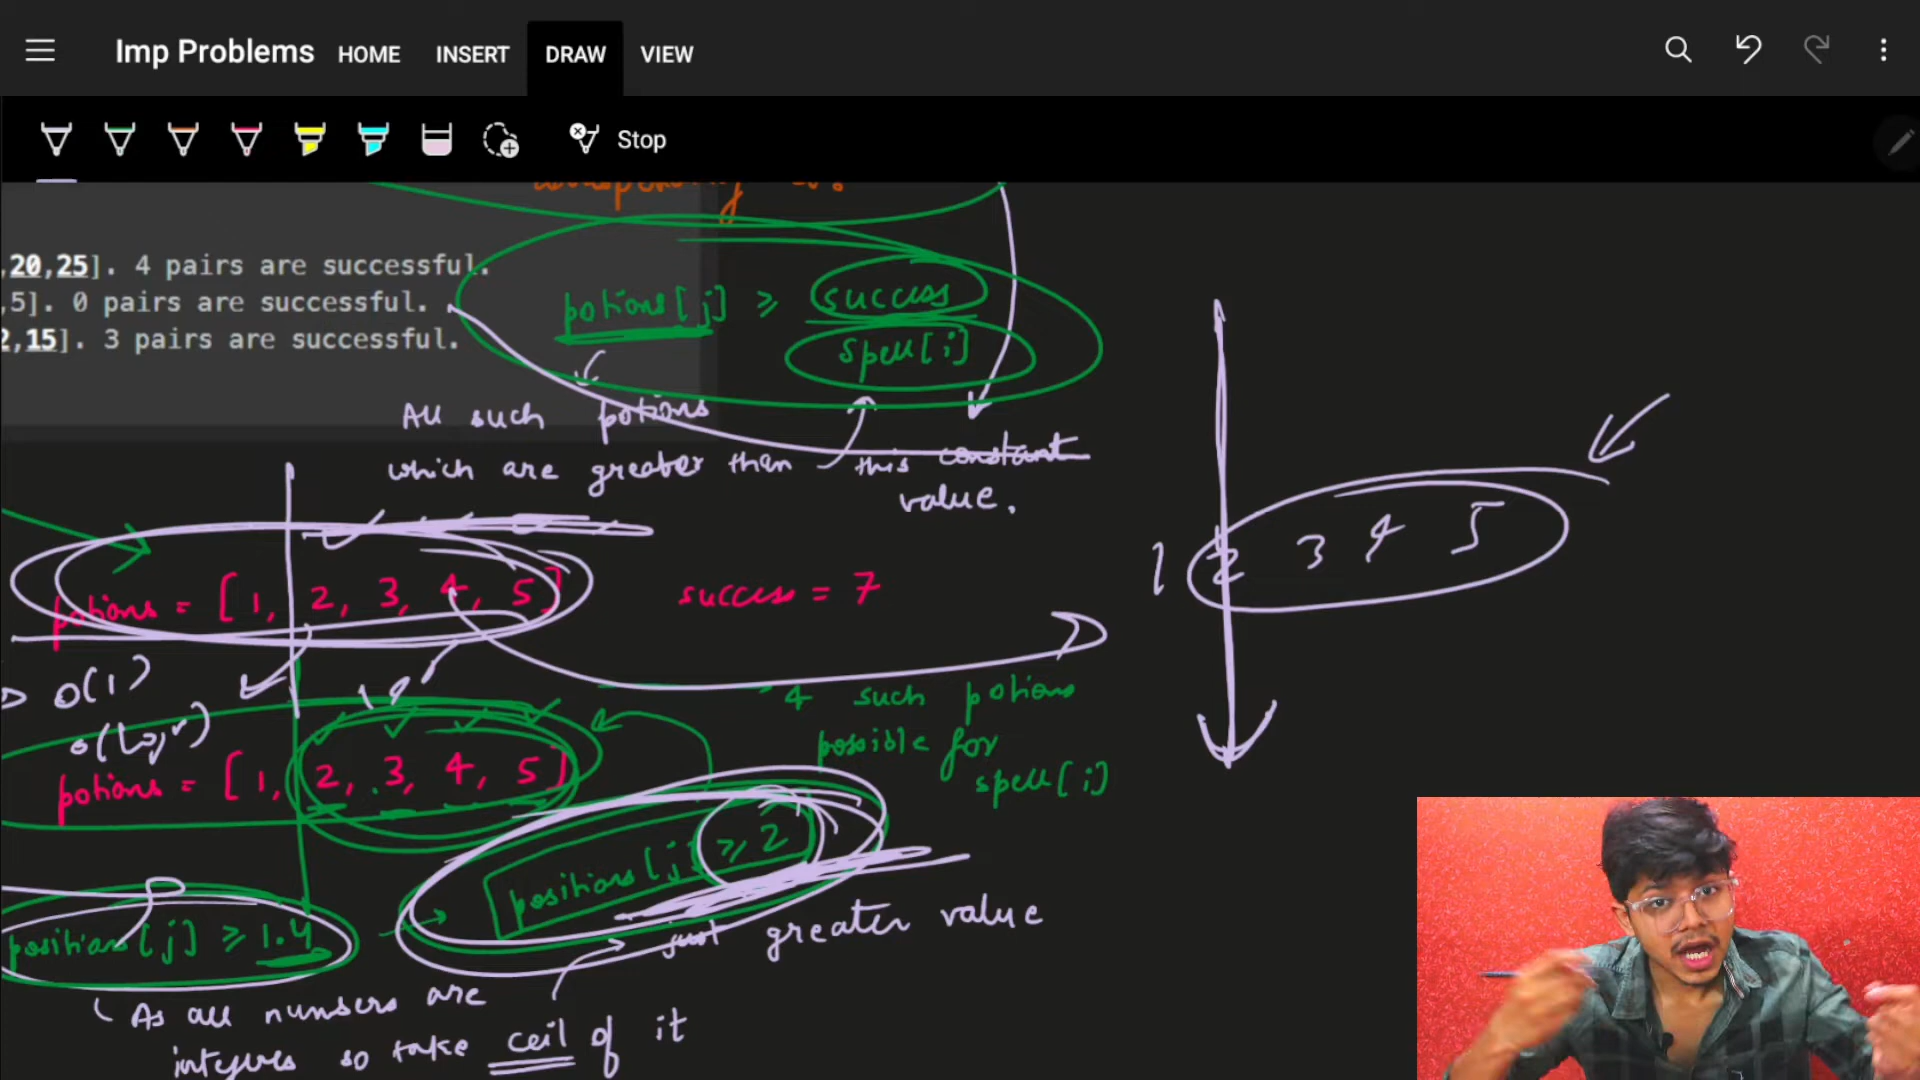 Imp Problems HOME INSERT DRAW VIEW
Stop
,20,25]. 4 pairs are successful.
,5]. 0 pairs are successful.
2,15]. 3 pairs are successful.
potions[j] ≥ success
spell[i]
All such potions
which are greater than this constant
value.
1 2 3 4 5
potions = [1, 2, 3, 4, 5]
success = 7
O(1)
O(log n)
4 such potions
possible for
spell[i]
potions = [1, 2, 3, 4, 5]
positions[j] ≥ 2
positions[j] ≥ 1.4
just greater value
As all numbers are
integers so take ceil of it